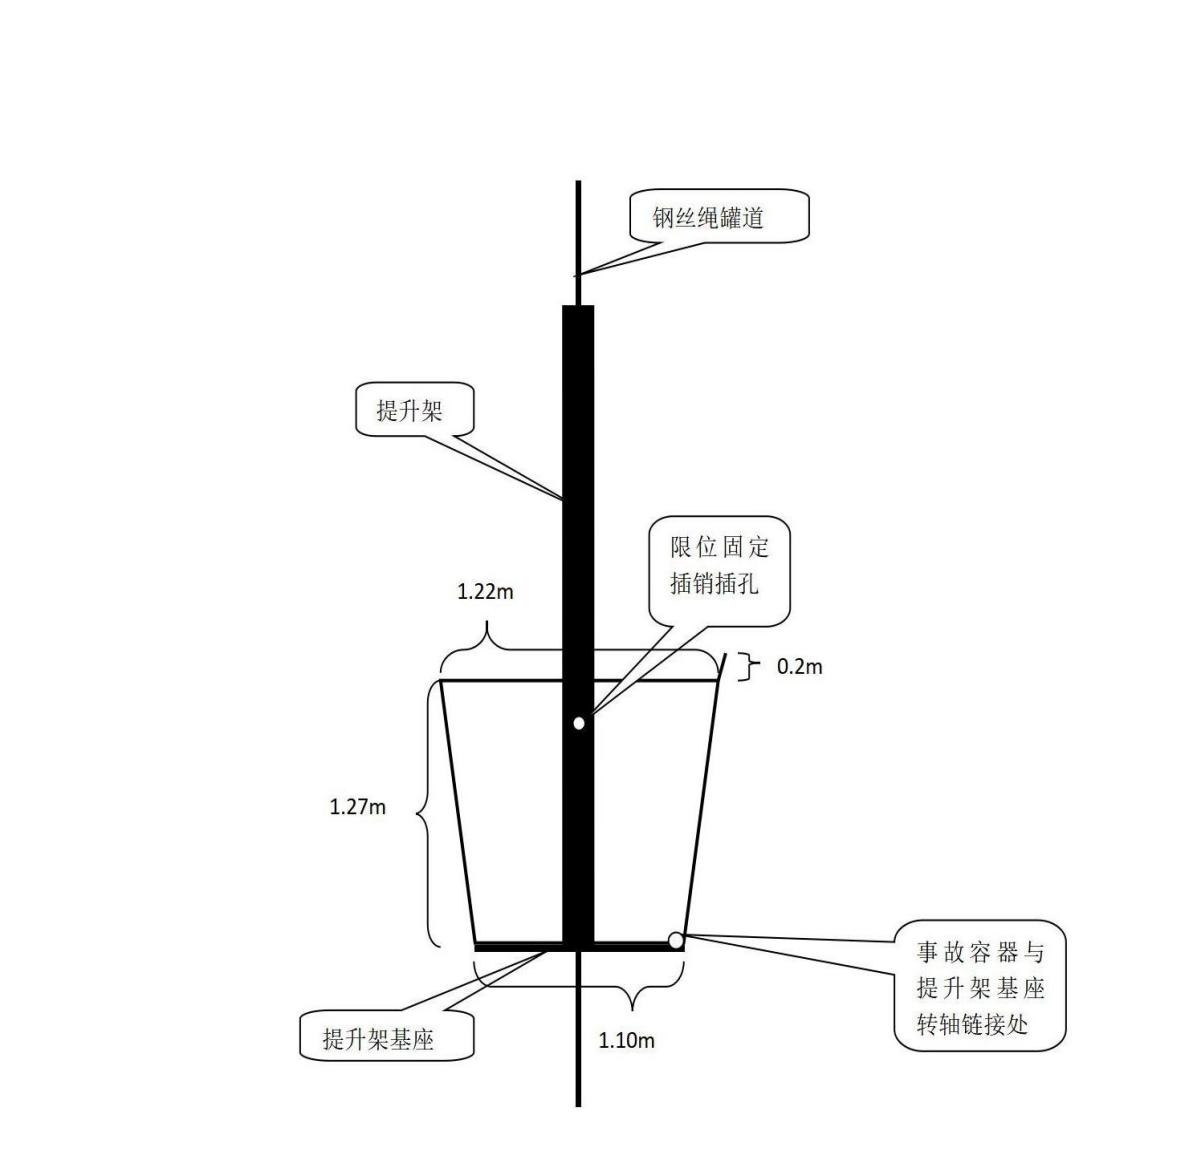 钢丝绳罐道
提升架
限位固定
插销插孔
1.22m
0.2m
1.27m
事故容器与
提升架基座
转轴链接处
提升架基座
1.10m